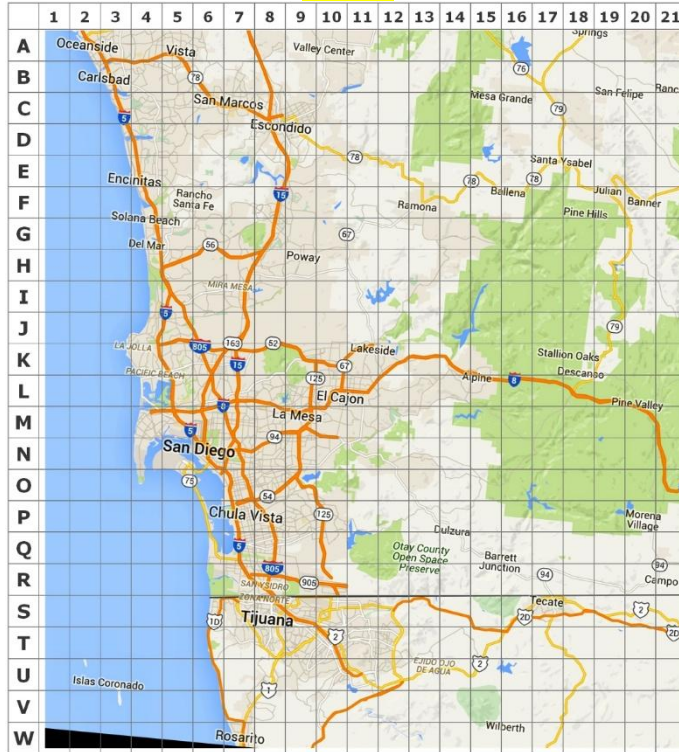 1 2 3 4 5 6 7 8 9 10 11 12 13 14 15 16 17 18 19 20 21
A
Oceanside
Vista
Valley Center
Springs
B
Carlsbad
78
76
Mesa Grande
San Felipe
Ranc
C
San Marcos
79
5
Escondido
D
78
Santa Ysabel
E
Encinitas
Rancho
Santa Fe
15
78
Ballena
78
Julian
Banner
F
Ramona
Pine Hills
Solana Beach
G
Del Mar
56
67
H
Poway
MIRA MESA
I
5
J
79
LA JOLLA
805
163
52
Lakeside
K
15
67
Stallion Oaks
Descanso
PACIFIC BEACH
125
Alpine
8
L
El Cajon
8
Pine Valley
M
La Mesa
5
94
N
San Diego
O
75
54
P
Chula Vista
125
Morena
Village
Dulzura
Q
5
Otay County
Open Space
Preserve
Barrett
Junction
94
R
805
905
94
Campo
SAN YSIDRO
ZONA NORTE
S
Tijuana
1D
Tecate
2D
2
2D
T
2
EJIDO OJO
DE AGUA
2
U
Islas Coronado
1
V
Wilberth
W
Rosarito